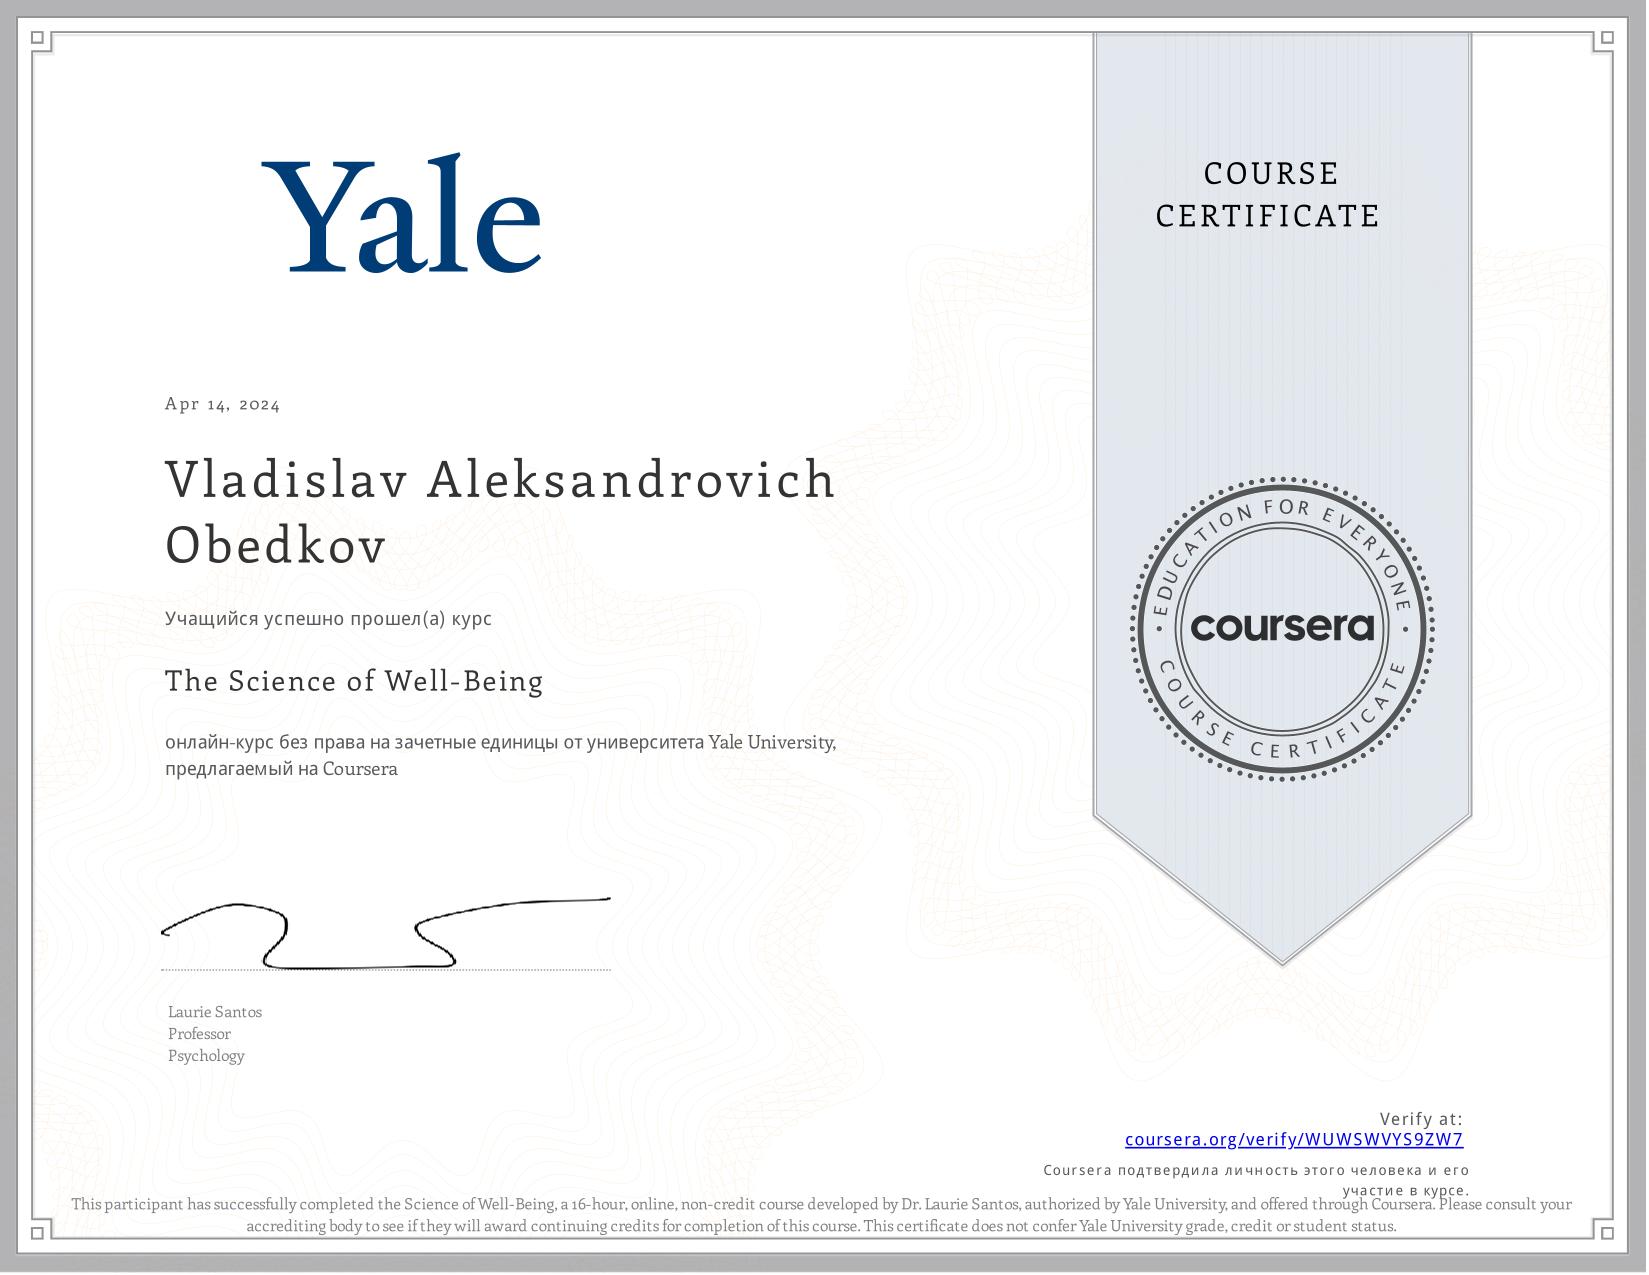 Yale
COURSE
CERTIFICATE
Apr 14, 2024
Vladislav Aleksandrovich
Obedkov
Учащийся успешно прошел(а) курс
The Science of Well-Being
онлайн-курс без права на зачетные единицы от университета Yale University,
предлагаемый на Coursera
• EDUCATION FOR EVERYONE •
coursera
COURSE CERTIFICATE
Laurie Santos
Professor
Psychology
Verify at:
coursera.org/verify/WUWSWVYS9ZW7
Coursera подтвердила личность этого человека и его
участие в курсе.
This participant has successfully completed the Science of Well-Being, a 16-hour, online, non-credit course developed by Dr. Laurie Santos, authorized by Yale University, and offered through Coursera. Please consult your
accrediting body to see if they will award continuing credits for completion of this course. This certificate does not confer Yale University grade, credit or student status.